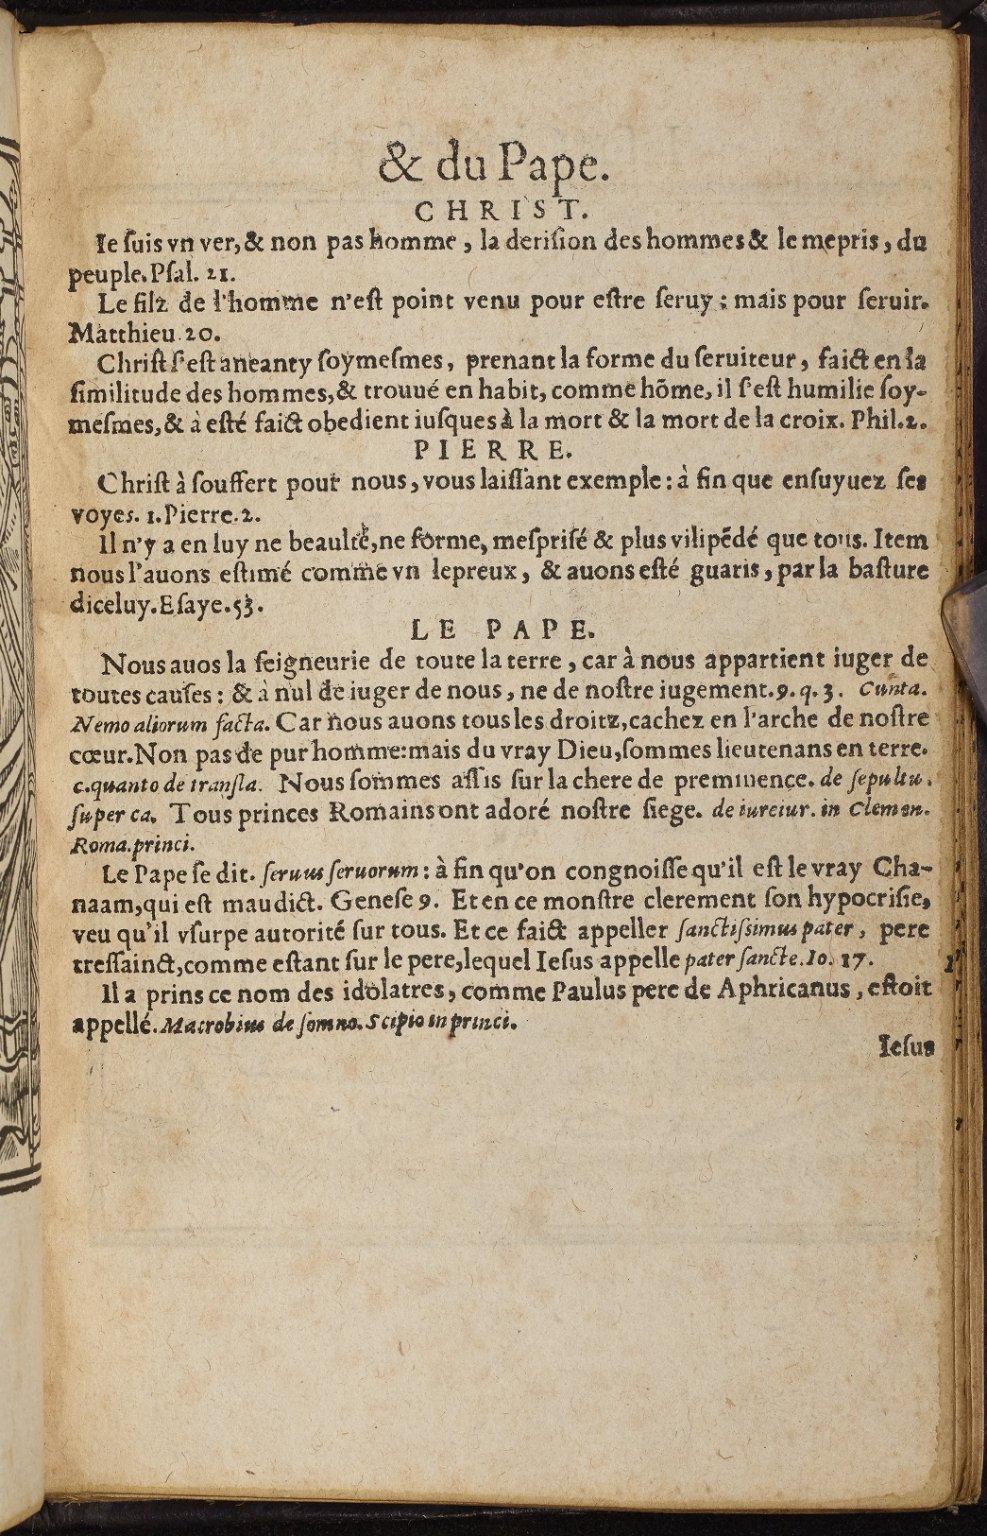 & du Pape.
CHRIST.
Ie ſuis vn ver, & non pas homme, la deriſion des hommes & le mepris, du
peuple. Pſal. 21.
Le filz de l'homme n'eſt point venu pour eſtre ſeruy : mais pour ſeruir.
Matthieu 20.
Chriſt ſ'eſt aneanty ſoymeſmes, prenant la forme du ſeruiteur, faict en la
ſimilitude des hommes, & trouué en habit, comme hõme, il ſ'eſt humilie ſoy-
meſmes, & à eſté faict obedient iuſques à la mort & la mort de la croix. Phil.2.
PIERRE.
Chriſt à ſouffert pour nous, vous laiſſant exemple : à fin que enſuyuez ſes
voyes. 1.Pierre.2.
Il n'y a en luy ne beaulté, ne forme, meſpriſé & plus vilipẽdé que tous. Item
nous l'auons eſtimé comme vn lepreux, & auons eſté guaris, par la baſture
diceluy. Eſaye.53.
LE PAPE.
Nous auos la ſeigneurie de toute la terre, car à nous appartient iuger de
toutes cauſes : & à nul de iuger de nous, ne de noſtre iugement. 9. q. 3. Cunta.
Nemo aliorum facta. Car nous auons tous les droitz, cachez en l'arche de noſtre
cœur. Non pas de pur homme: mais du vray Dieu, ſommes lieutenans en terre.
c.quanto de tranſla. Nous ſommes aſſis ſur la chere de preminence. de ſepultu.
ſuper ca. Tous princes Romains ont adoré noſtre ſiege. de iureiur. in Clemen.
Roma.princi.
Le Pape ſe dit. ſeruus ſeruorum : à fin qu'on congnoiſſe qu'il eſt le vray Cha-
naam, qui eſt maudict. Geneſe 9. Et en ce monſtre clerement ſon hypocriſie,
veu qu'il vſurpe autorité ſur tous. Et ce faict appeller ſanctiſsimus pater, pere
treſſainct, comme eſtant ſur le pere, lequel Ieſus appelle pater ſancte. Io. 17.
Il a prins ce nom des idolatres, comme Paulus pere de Aphricanus, eſtoit
appellé. Macrobius de ſomno. Scipio in princi.
Ieſus